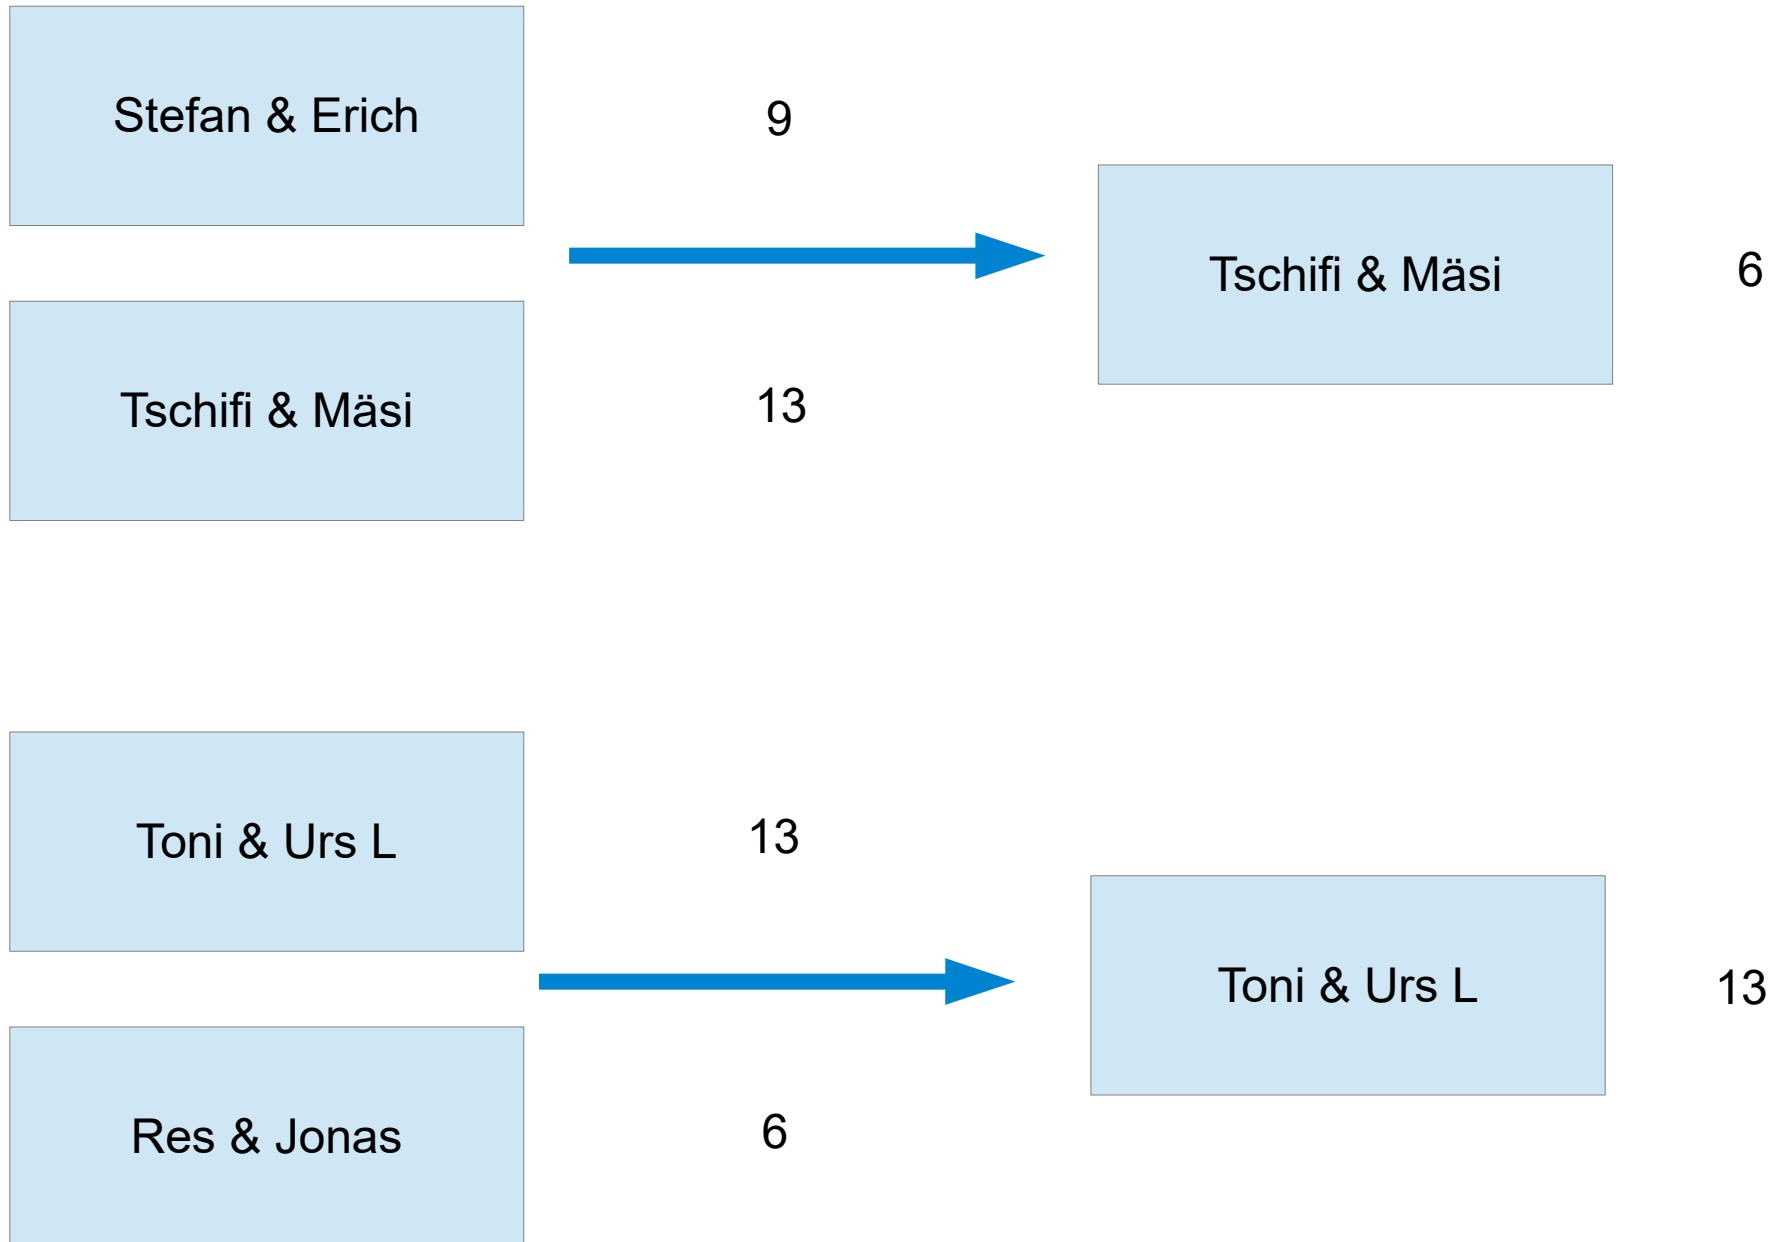 Stefan & Erich
9
Tschifi & Mäsi
13
Tschifi & Mäsi
6
Toni & Urs L
13
Res & Jonas
6
Toni & Urs L
13